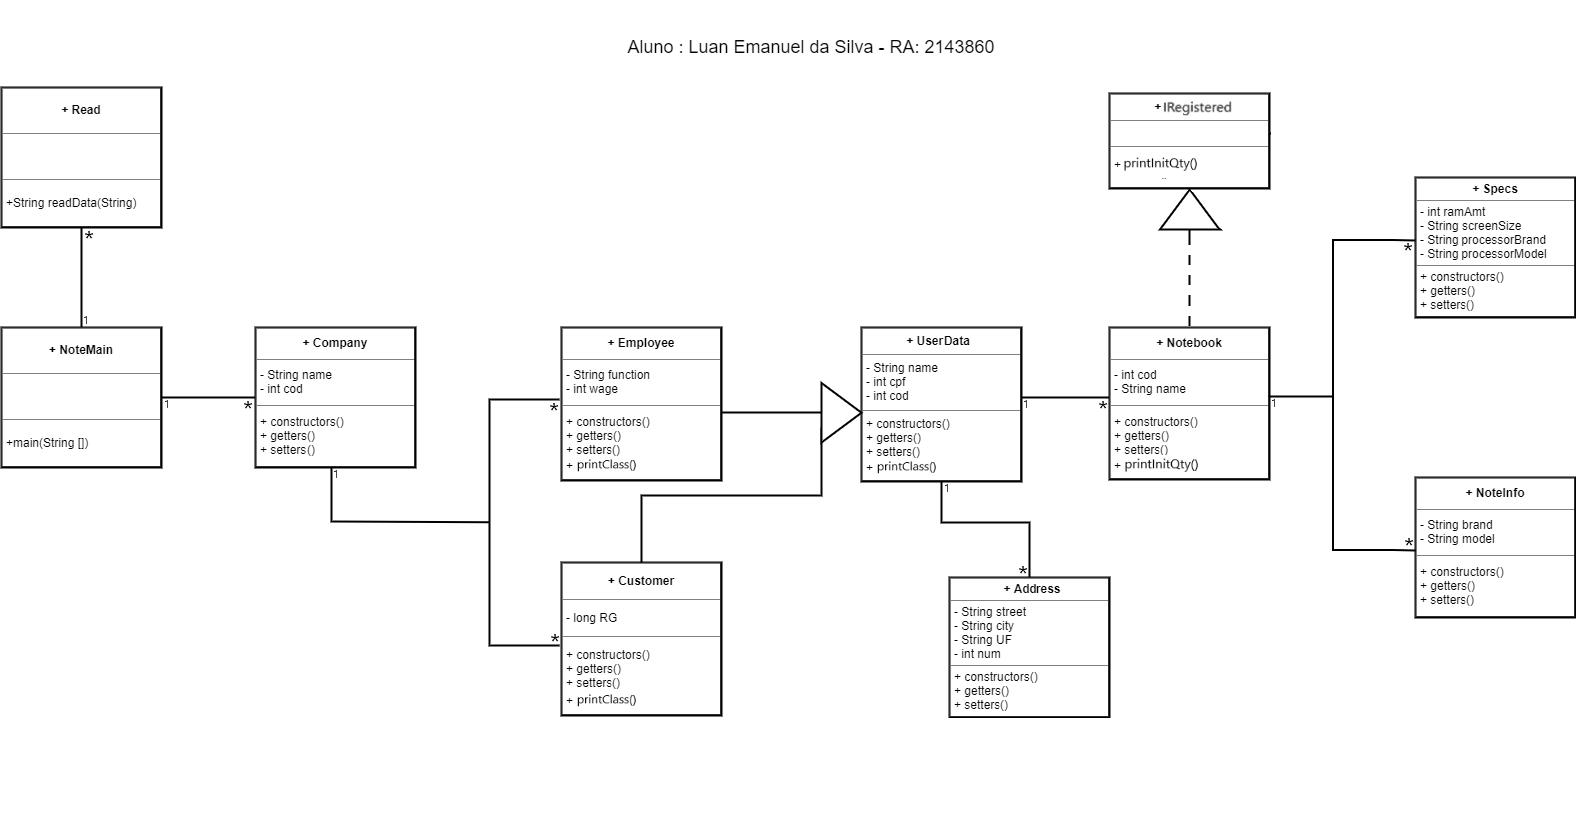 Aluno : Luan Emanuel da Silva - RA: 2143860
+ Read
+String readData(String)
*
1
+ NoteMain
+main(String [])
1
*
+ Company
- String name
- int cod
+ constructors()
+ getters()
+ setters()
1
*
+ Employee
- String function
- int wage
+ constructors()
+ getters()
+ setters()
+ printClass()
*
+ Customer
- long RG
+ constructors()
+ getters()
+ setters()
+ printClass()
+ UserData
- String name
- int cpf
- int cod
+ constructors()
+ getters()
+ setters()
+ printClass()
1
*
1
*
+ Address
- String street
- String city
- String UF
- int num
+ constructors()
+ getters()
+ setters()
+ IRegistered
+ printInitQty()
+ Notebook
- int cod
- String name
+ constructors()
+ getters()
+ setters()
+ printInitQty()
1
*
+ Specs
- int ramAmt
- String screenSize
- String processorBrand
- String processorModel
+ constructors()
+ getters()
+ setters()
*
+ NoteInfo
- String brand
- String model
+ constructors()
+ getters()
+ setters()